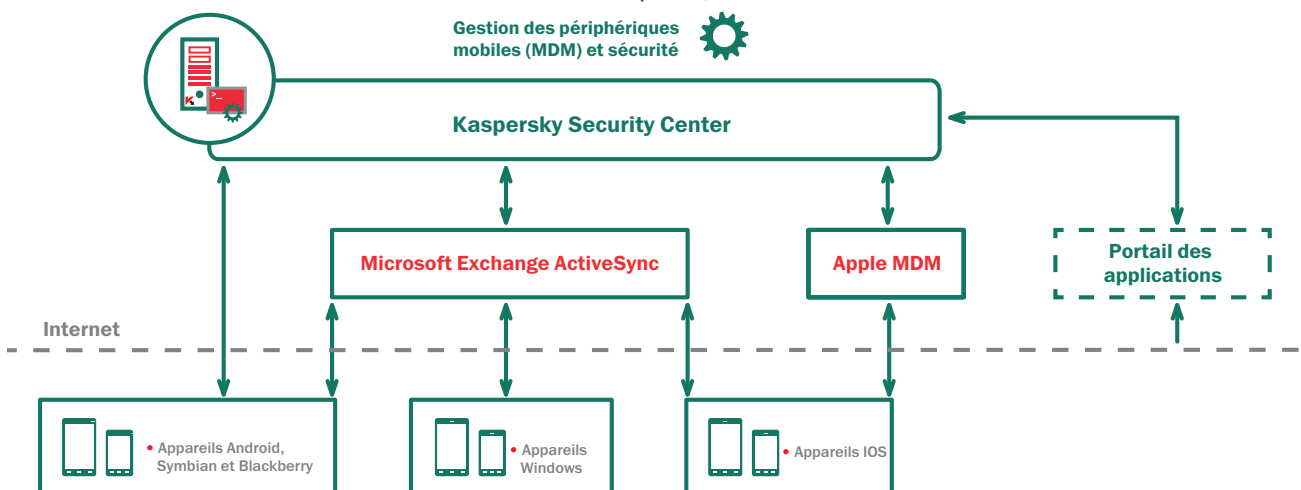 Gestion des périphériques
mobiles (MDM) et sécurité
>_
K
Kaspersky Security Center
Microsoft Exchange ActiveSync
Apple MDM
Portail des
applications
Internet
• Appareils Android,
Symbian et Blackberry
• Appareils
Windows
• Appareils IOS